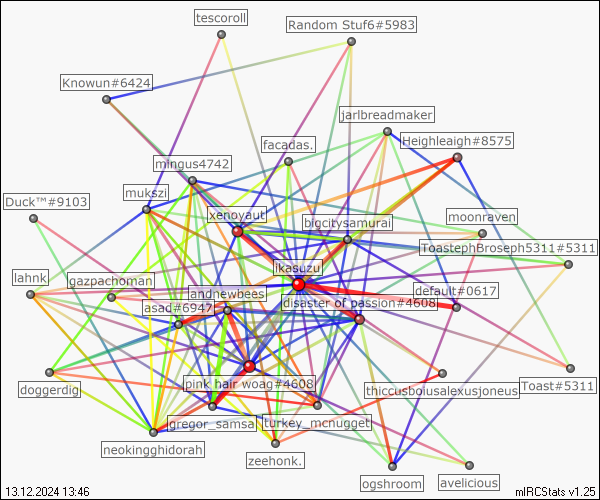 tescoroll
Random Stuf6#5983
Knowun#6424
jarlbreadmaker
Heighleaigh#8575
facadas.
mingus4742
mukszi
Duck™#9103
xenoyaut
bigcitysamurai
moonraven
ToastephBroseph5311#5311
ikasuzu
lahnk
gazpachoman
andnewbees
default#0617
disaster of passion#4608
asad#6947
pink hair woag#4608
thiccusboiusalexusjoneus
Toast#5311
doggerdig
gregor_samsa
turkey_mcnugget
neokingghidorah
zeehonk.
ogshroom
avelicious
13.12.2024 13:46
mIRCStats v1.25